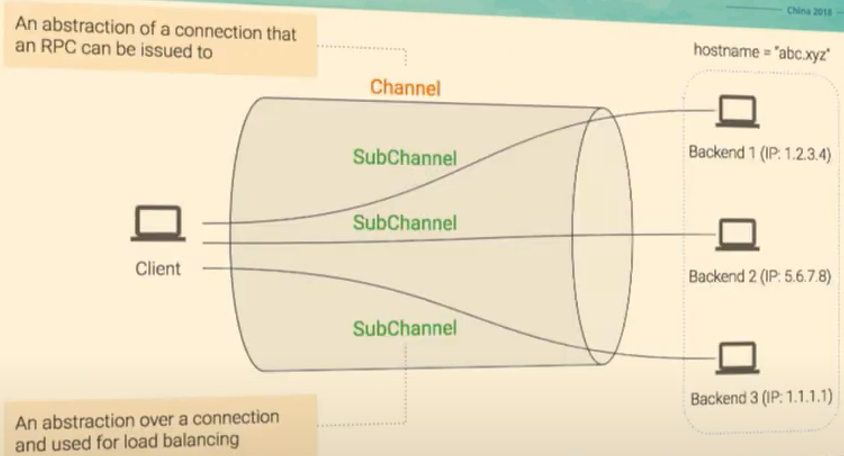 China 2018
An abstraction of a connection that
an RPC can be issued to
hostname = "abc.xyz"
Channel
SubChannel
Backend 1 (IP: 1.2.3.4)
SubChannel
Client
Backend 2 (IP: 5.6.7.8)
SubChannel
Backend 3 (IP: 1.1.1.1)
An abstraction over a connection
and used for load balancing